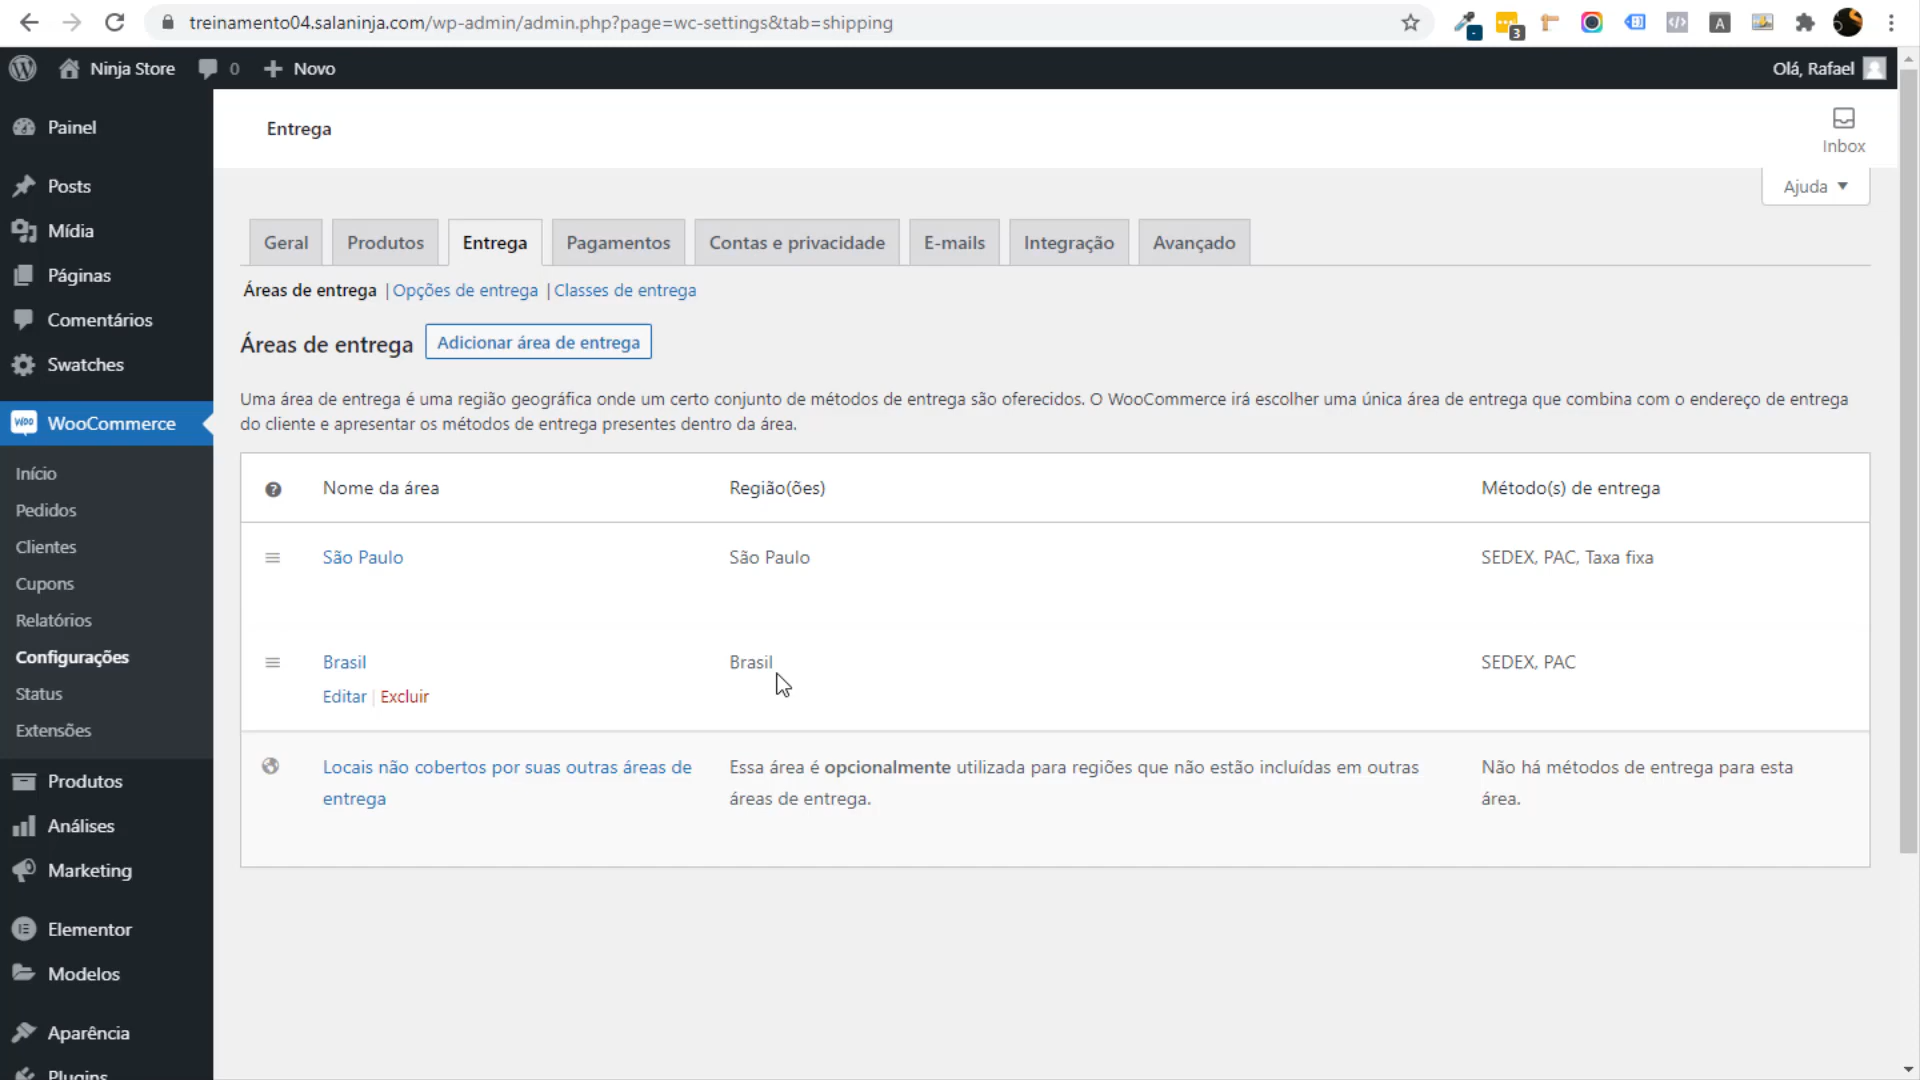 treinamento04.salaninja.com/wp-admin/admin.php?page=wc-settings&tab=shipping
3
A
Ninja Store
0
Novo
Olá, Rafael
Painel
Posts
Mídia
Páginas
Comentários
Swatches
WooCommerce
Início
Pedidos
Clientes
Cupons
Relatórios
Configurações
Status
Extensões
Produtos
Análises
Marketing
Elementor
Modelos
Aparência
Plugins
Entrega
Inbox
Ajuda
Geral Produtos Entrega Pagamentos Contas e privacidade E-mails Integração Avançado
Áreas de entrega | Opções de entrega | Classes de entrega
Áreas de entrega Adicionar área de entrega
Uma área de entrega é uma região geográfica onde um certo conjunto de métodos de entrega são oferecidos. O WooCommerce irá escolher uma única área de entrega que combina com o endereço de entrega
do cliente e apresentar os métodos de entrega presentes dentro da área.
Nome da área Região(ões) Método(s) de entrega
São Paulo São Paulo SEDEX, PAC, Taxa fixa
Brasil Brasil SEDEX, PAC
Editar | Excluir
Locais não cobertos por suas outras áreas de Essa área é opcionalmente utilizada para regiões que não estão incluídas em outras Não há métodos de entrega para esta
entrega áreas de entrega. área.